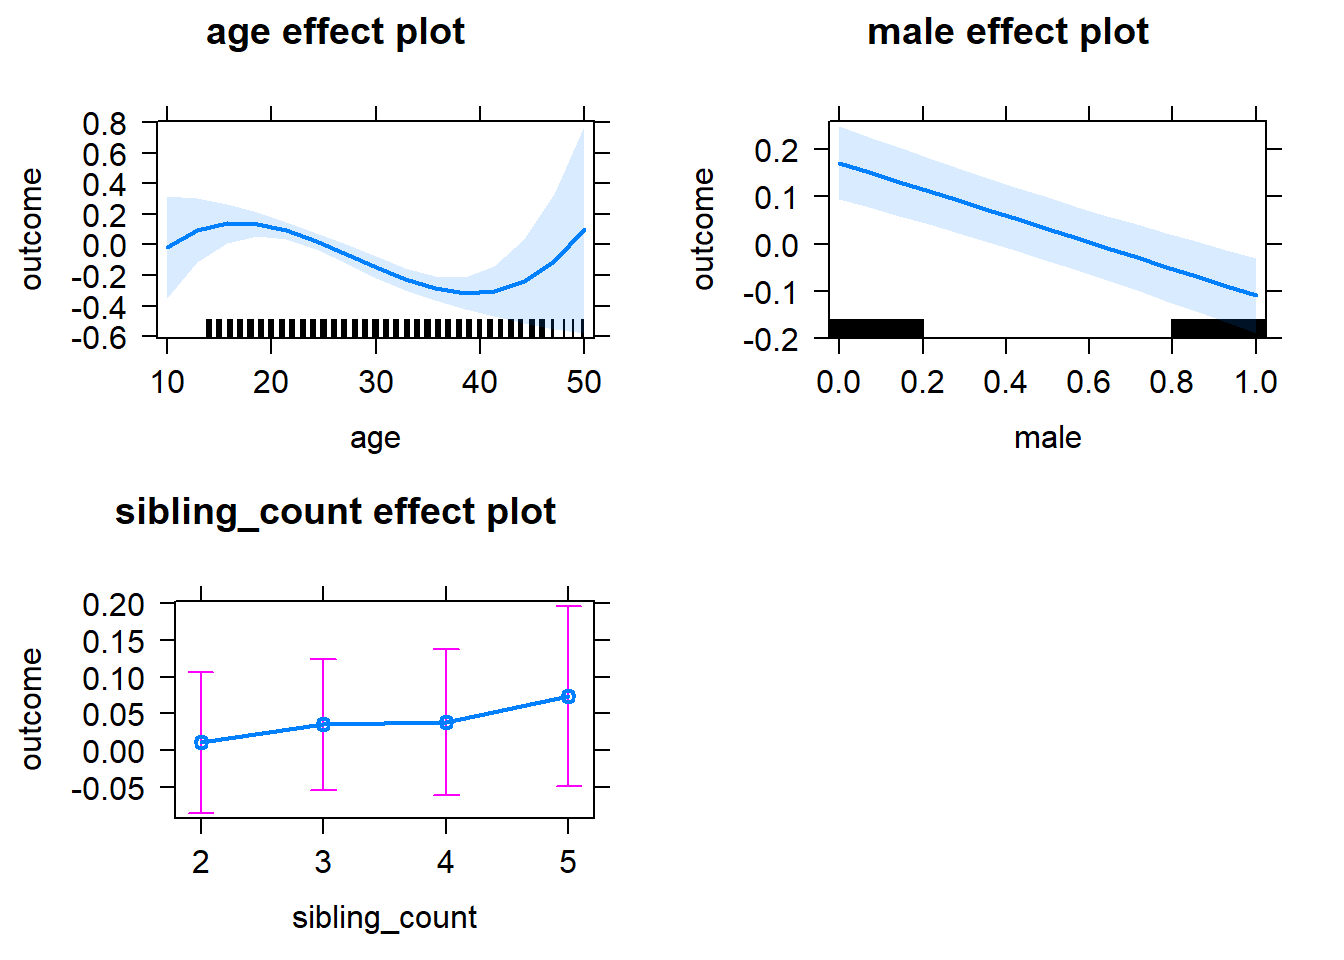 age effect plot
outcome
0.8
0.6
0.4
0.2
0.0
-0.2
-0.4
-0.6
10 20 30 40 50
age
male effect plot
outcome
0.2
0.1
0.0
-0.1
-0.2
0.0 0.2 0.4 0.6 0.8 1.0
male
sibling_count effect plot
outcome
0.20
0.15
0.10
0.05
0.00
-0.05
2 3 4 5
sibling_count